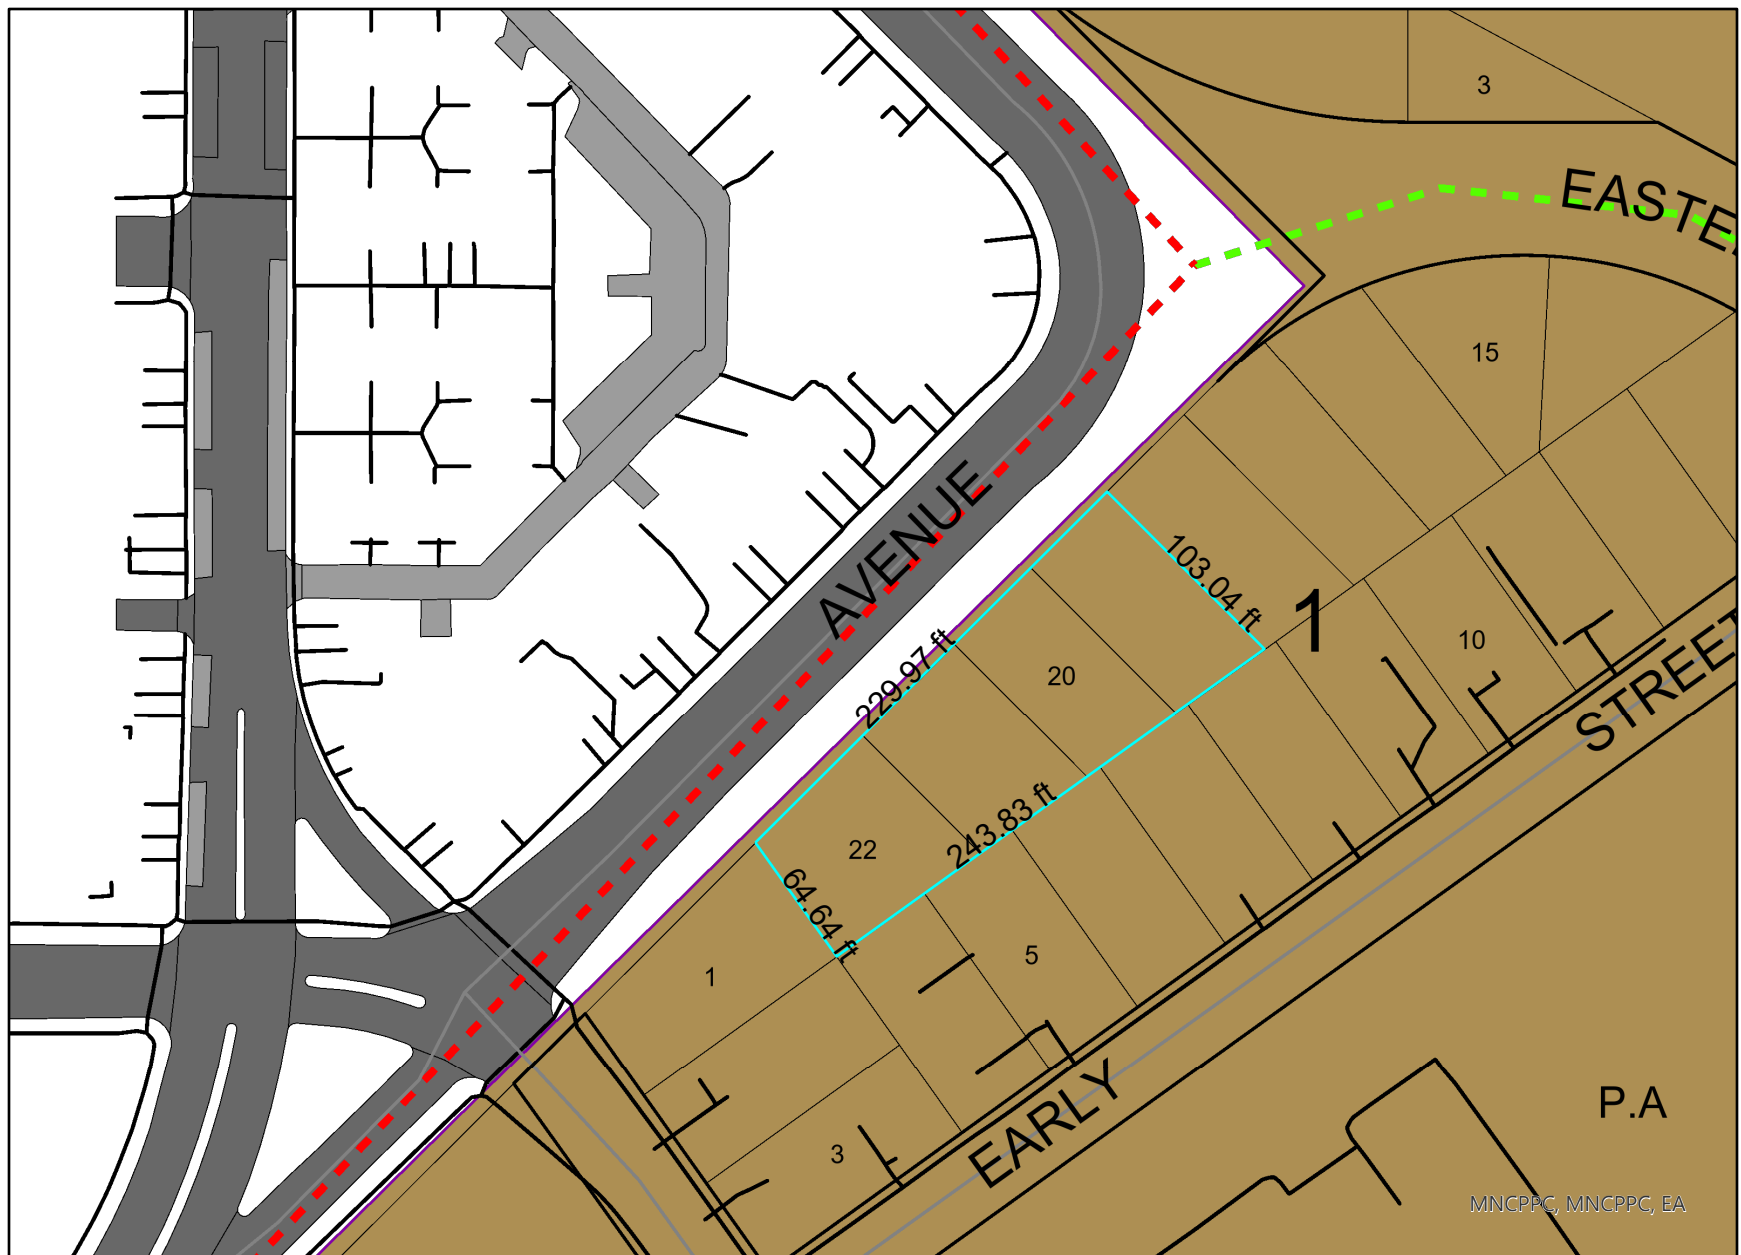 3
EASTE
15
AVENUE
103.04 ft
1
10
229.97 ft
20
STREET
243.83 ft
22
64.64 ft
5
1
EARLY
P.A
3
MNCPPC, MNCPPC, EA